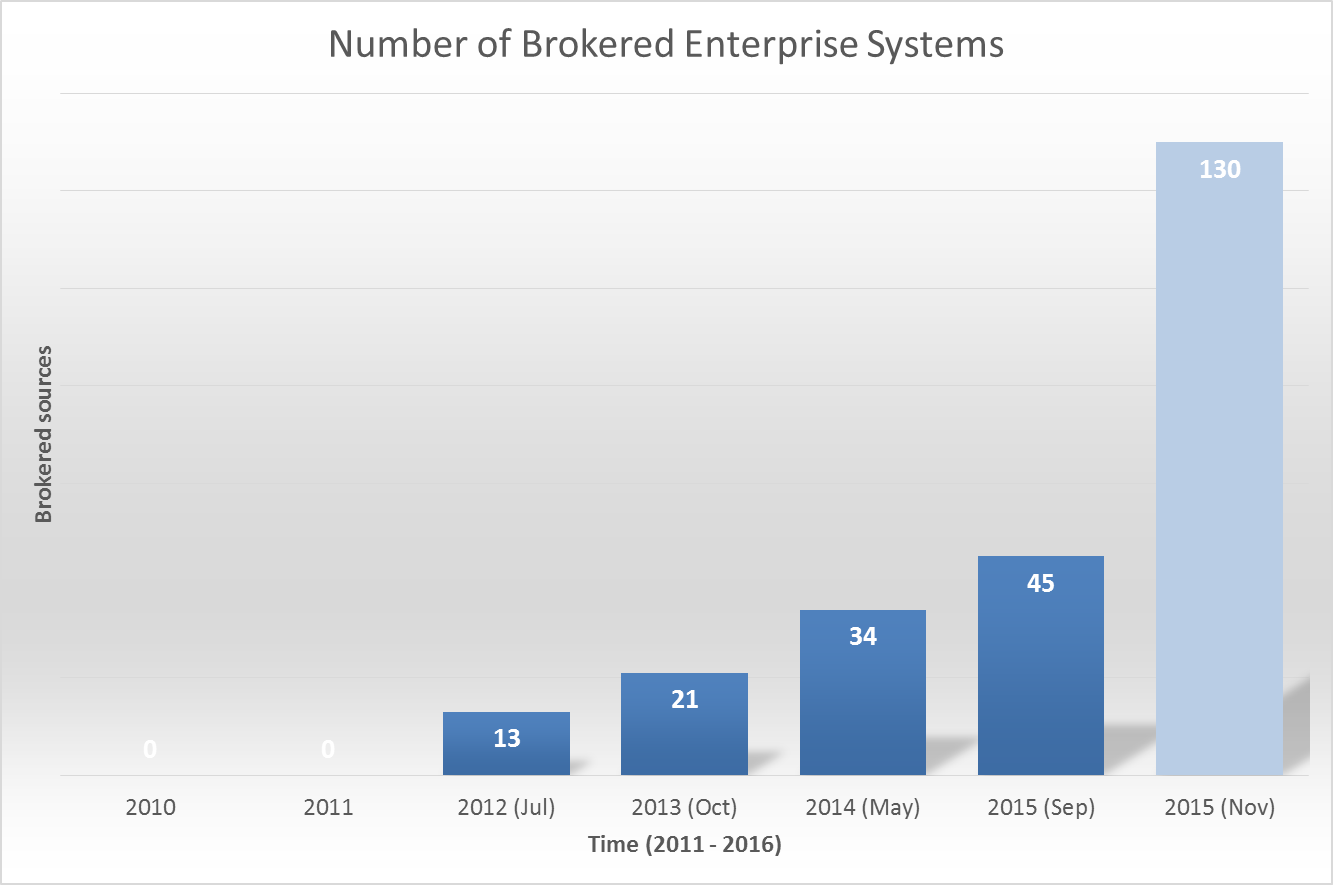 Number of Brokered Enterprise Systems
Brokered sources
0
0
13
21
34
45
130
2010
2011
2012 (Jul)
2013 (Oct)
2014 (May)
2015 (Sep)
2015 (Nov)
Time (2011 - 2016)